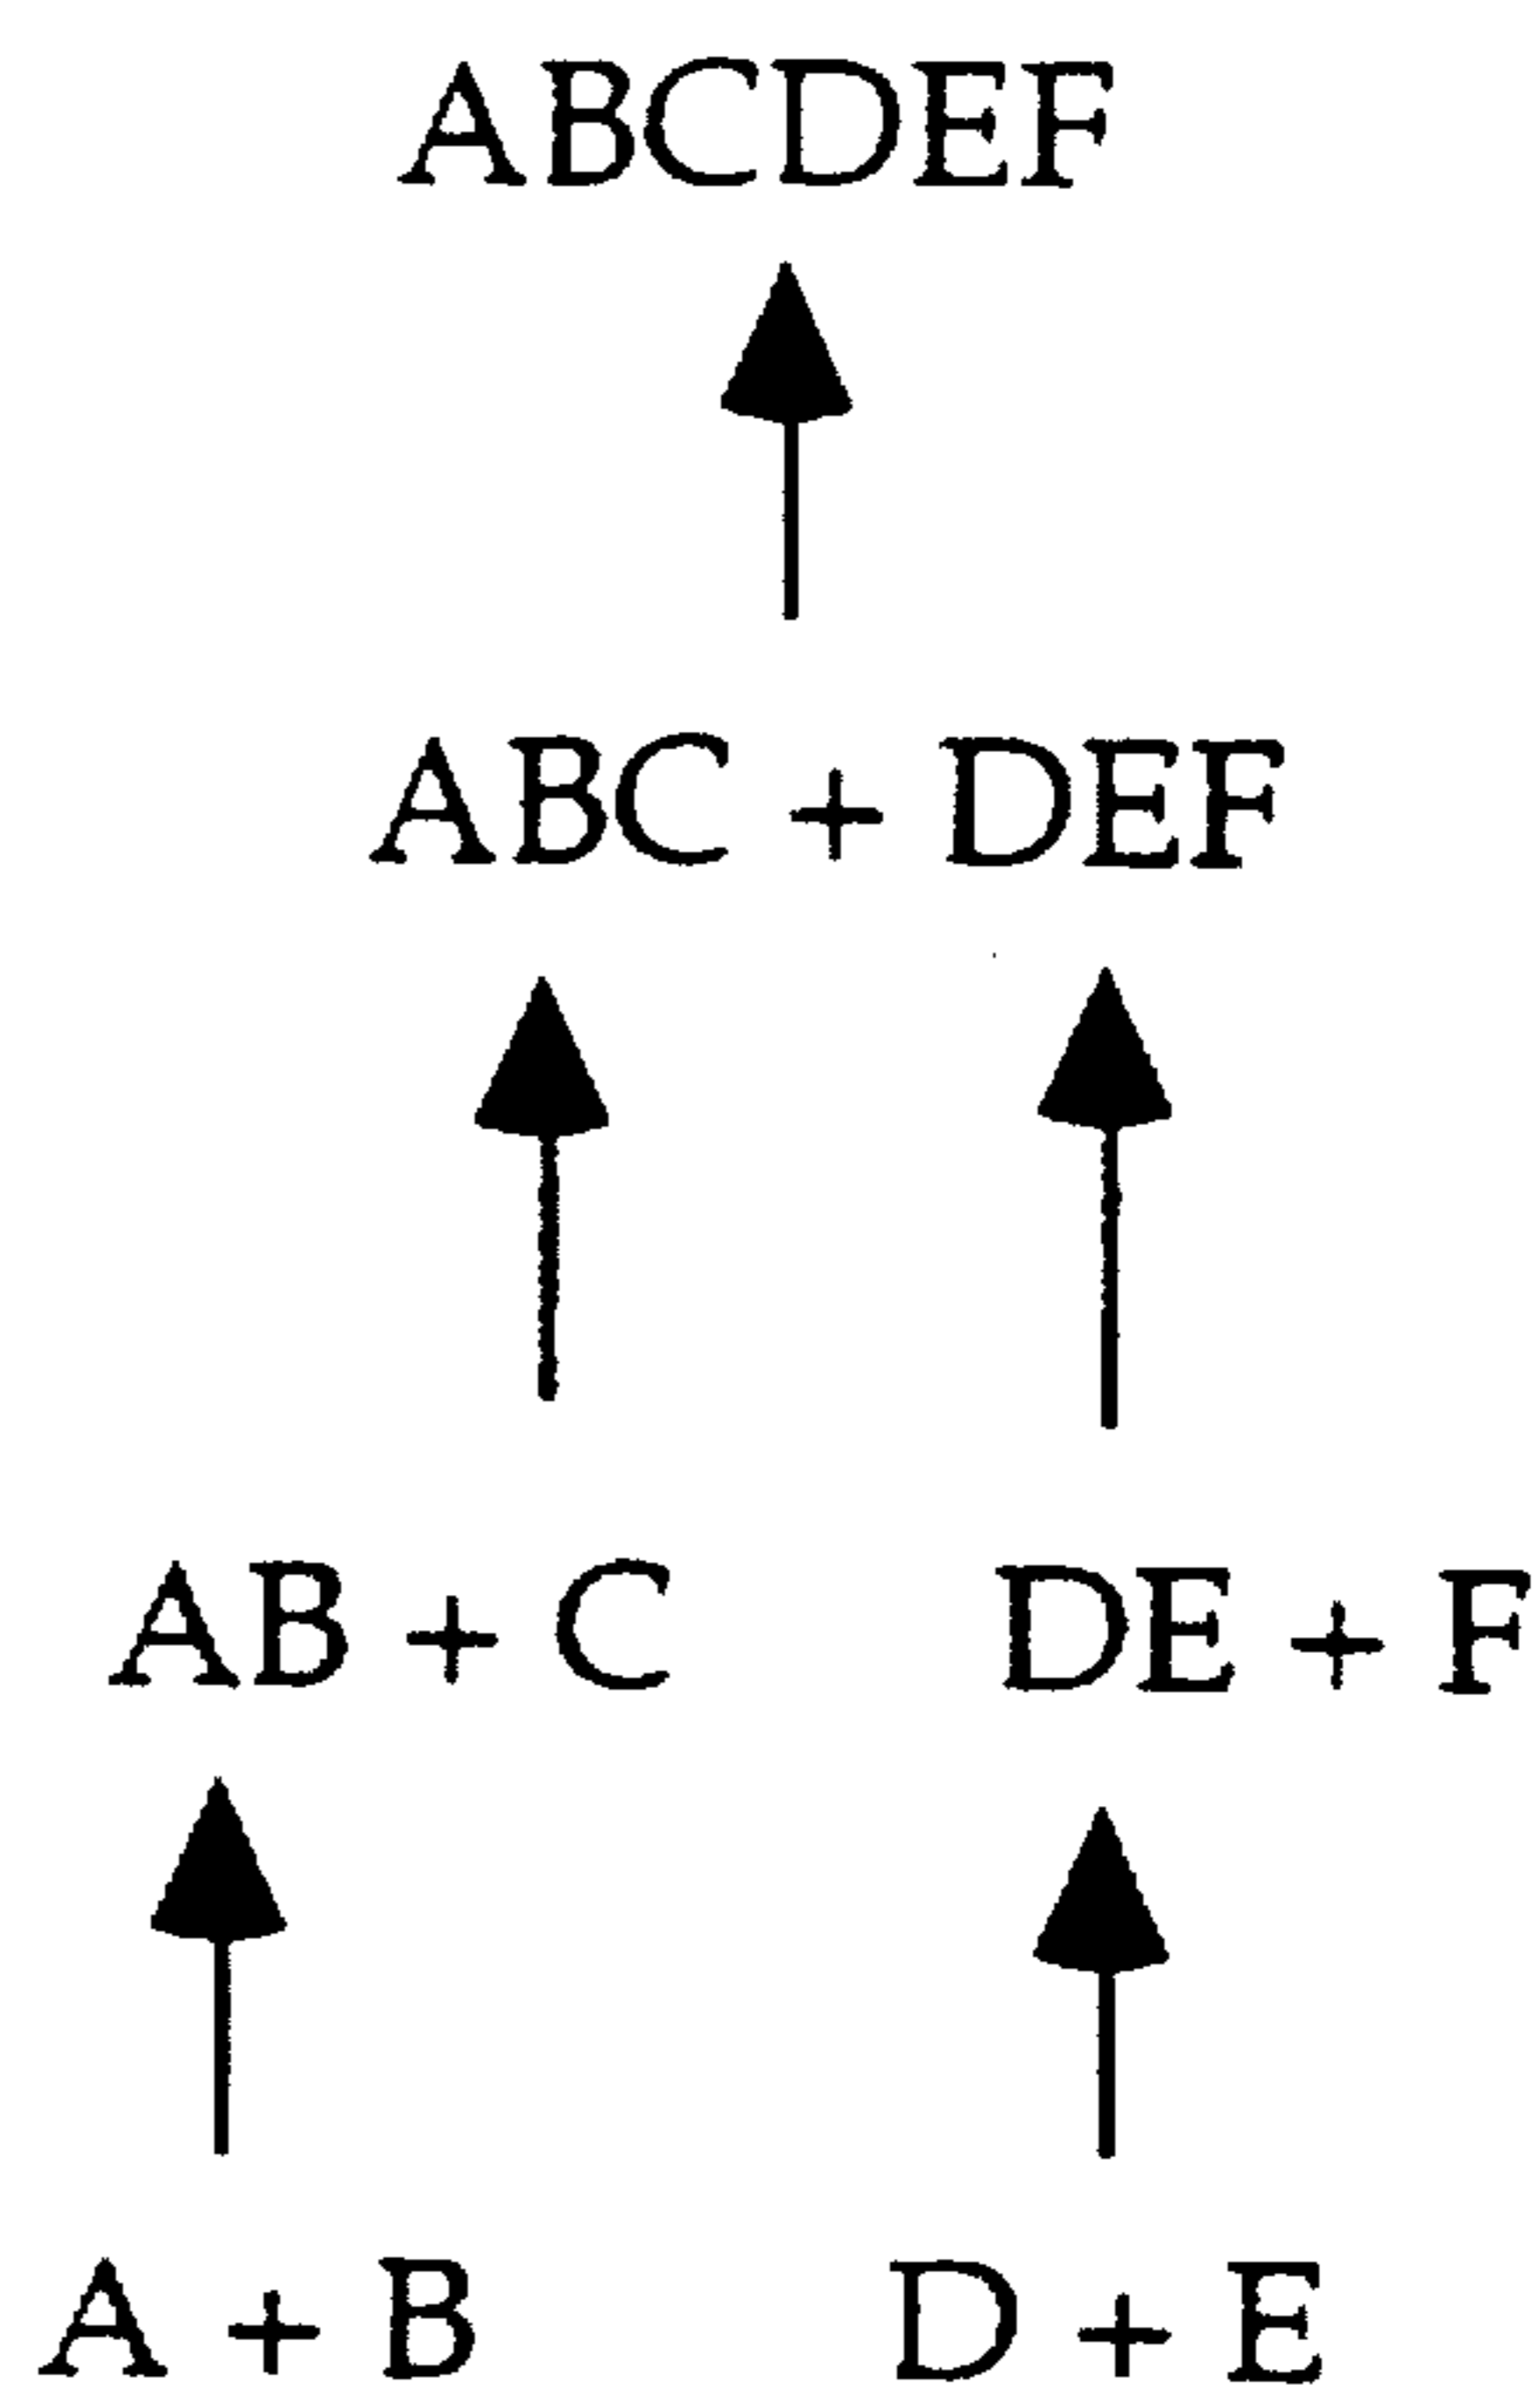 ABCDEF
ABC + DEF
AB + C DE + F
A + B D + E